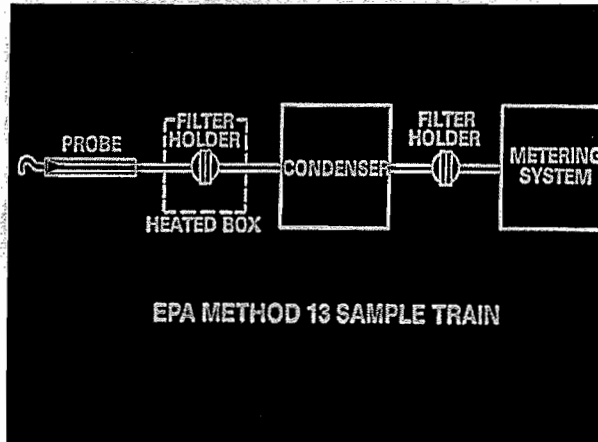 PROBE
FILTER
HOLDER
HEATED BOX
CONDENSER
FILTER
HOLDER
METERING
SYSTEM
EPA METHOD 13 SAMPLE TRAIN